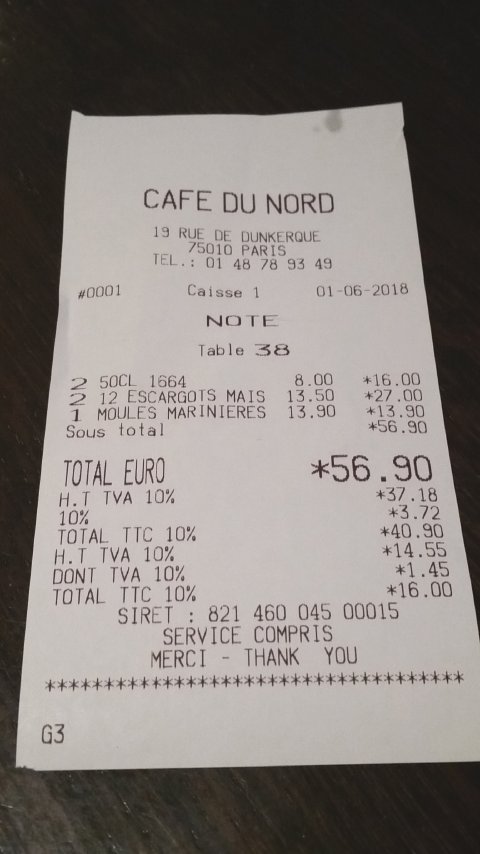 CAFE DU NORD
19 RUE DE DUNKERQUE
75010 PARIS
TEL.: 01 48 78 93 49
#0001 Caisse 1 01-06-2018
NOTE
Table 38
2 50CL 1664 8.00 *16.00
2 12 ESCARGOTS MAIS 13.50 *27.00
1 MOULES MARINIERES 13.90 *13.90
Sous total *56.90
TOTAL EURO *56.90
H.T TVA 10% *37.18
10% *3.72
TOTAL TTC 10% *40.90
H.T TVA 10% *14.55
DONT TVA 10% *1.45
TOTAL TTC 10% *16.00
SIRET : 821 460 045 00015
SERVICE COMPRIS
MERCI - THANK YOU
************************************
G3